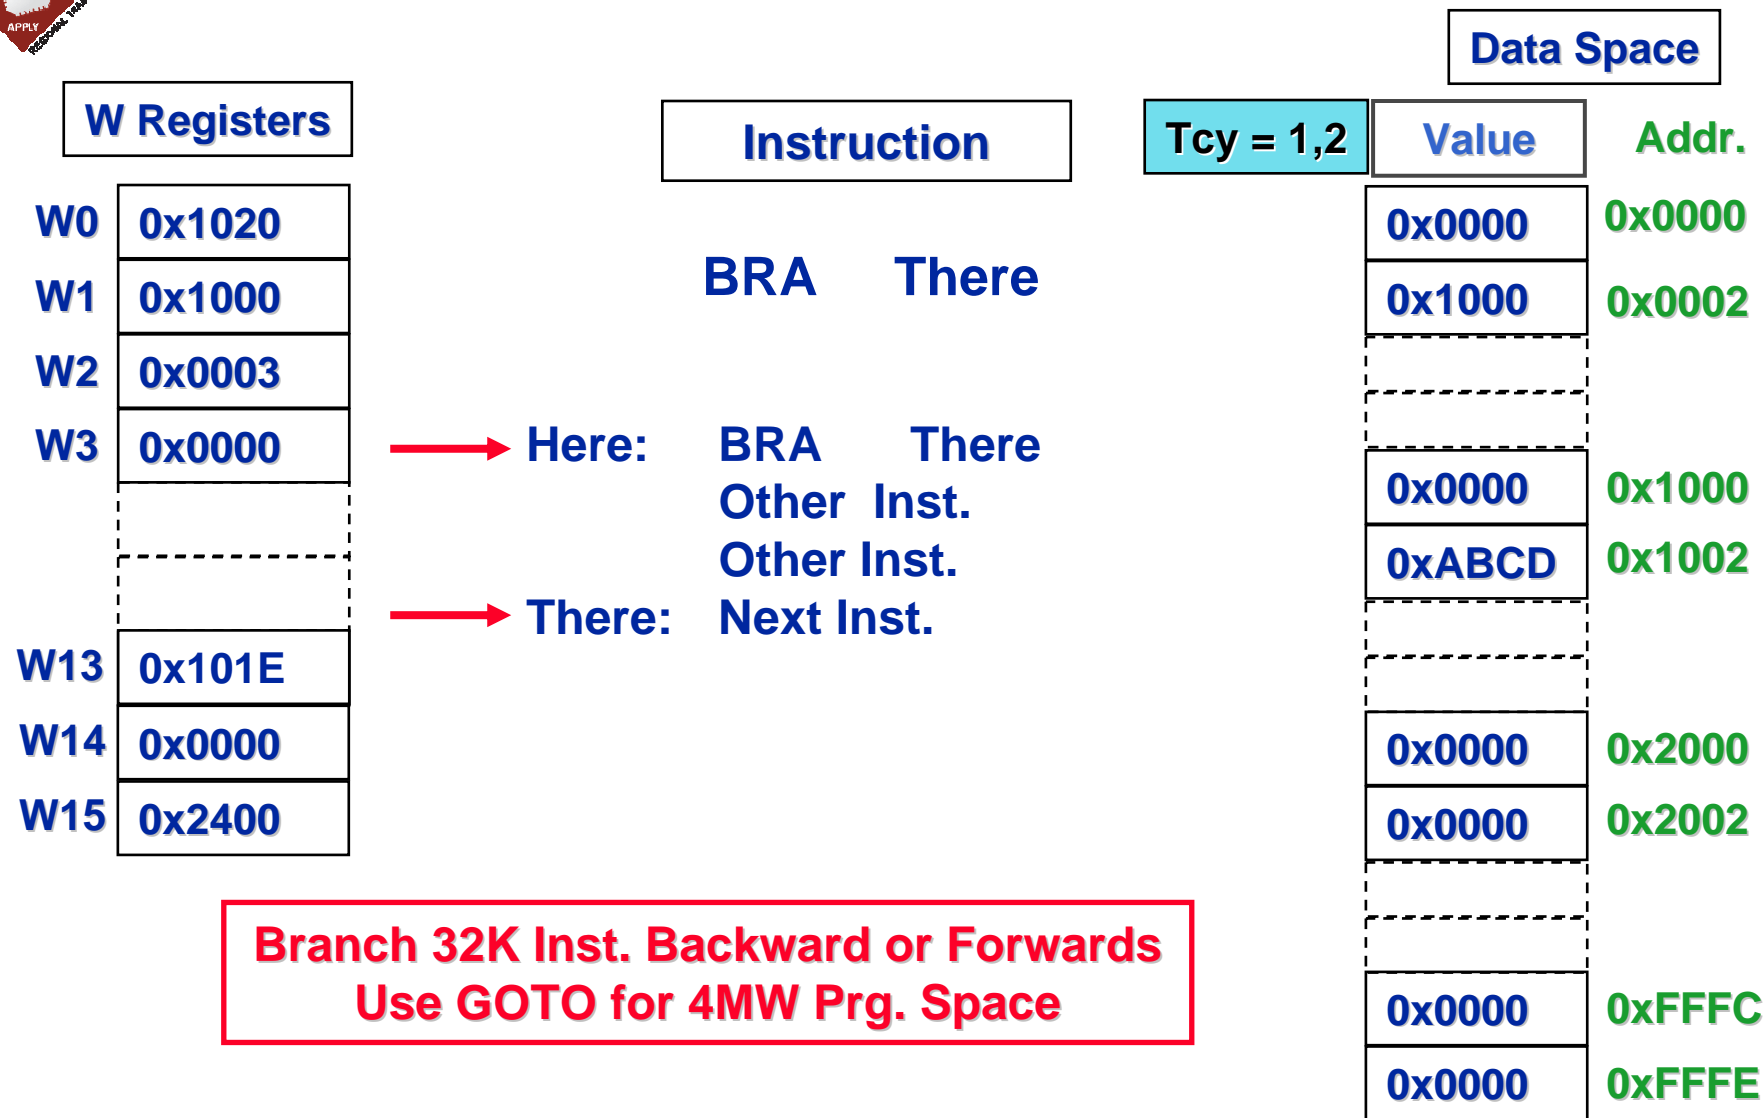 APPLY
REGIONAL
Data Space
W Registers
Instruction
Tcy = 1,2
Value
Addr.
W0 0x1020
W1 0x1000
W2 0x0003
W3 0x0000
W13 0x101E
W14 0x0000
W15 0x2400
BRA There
Here: BRA There
Other Inst.
Other Inst.
There: Next Inst.
0x0000 0x0000
0x1000 0x0002
0x0000 0x1000
0xABCD 0x1002
0x0000 0x2000
0x0000 0x2002
0x0000 0xFFFC
0x0000 0xFFFE
Branch 32K Inst. Backward or Forwards
Use GOTO for 4MW Prg. Space